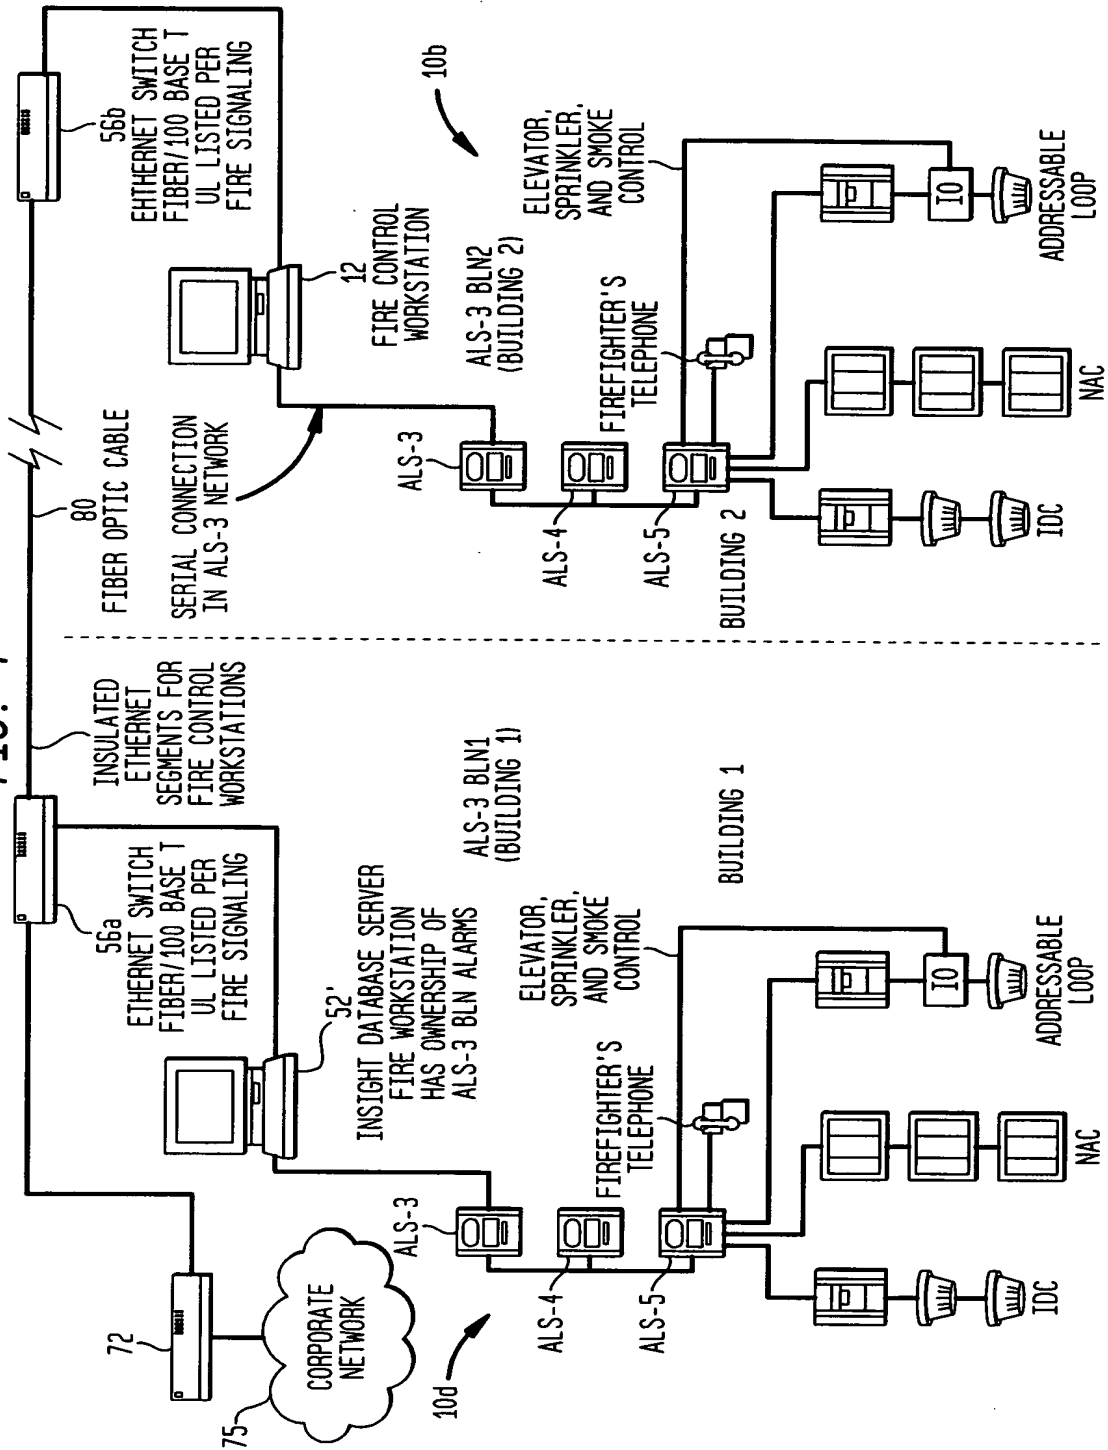 FIG.
75
72
CORPORATE
NETWORK
56a
ETHERNET SWITCH
FIBER/100 BASE T
UL LISTED PER
FIRE SIGNALING
INSULATED
ETHERNET
SEGMENTS FOR
FIRE CONTROL
WORKSTATIONS
80
FIBER OPTIC CABLE
SERIAL CONNECTION
IN ALS-3 NETWORK
56b
EHTHERNET SWITCH
FIBER/100 BASE T
UL LISTED PER
FIRE SIGNALING
52'
INSIGHT DATABASE SERVER
FIRE WORKSTATION
HAS OWNERSHIP OF
ALS-3 BLN ALARMS
12
FIRE CONTROL
WORKSTATION
10d
ALS-3
ALS-4
ALS-5
ALS-3 BLN1
(BUILDING 1)
ELEVATOR,
SPRINKLER,
AND SMOKE
CONTROL
FIREFIGHTER'S
TELEPHONE
BUILDING 1
IO
IDC
NAC
ADDRESSABLE
LOOP
10b
ALS-3
ALS-4
ALS-5
ALS-3 BLN2
(BUILDING 2)
ELEVATOR,
SPRINKLER,
AND SMOKE
CONTROL
FIREFIGHTER'S
TELEPHONE
BUILDING 2
IO
IDC
NAC
ADDRESSABLE
LOOP